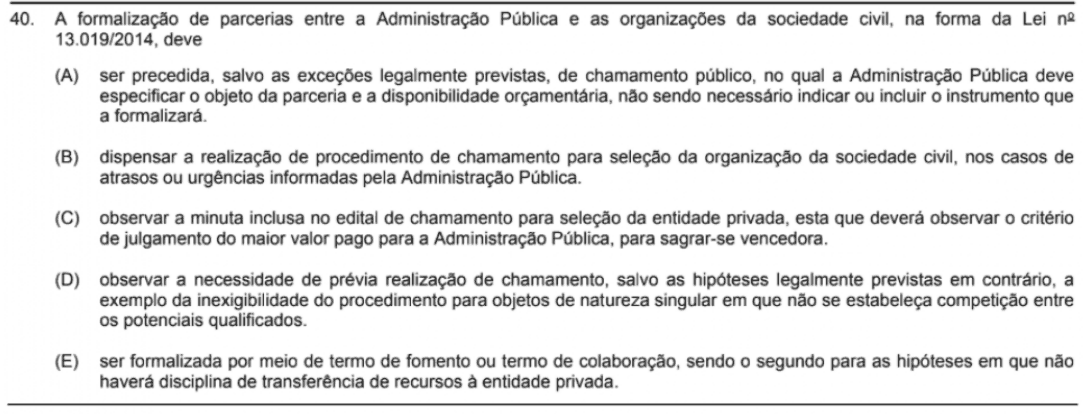 40. A formalização de parcerias entre a Administração Pública e as organizações da sociedade civil, na forma da Lei nº
13.019/2014, deve
(A) ser precedida, salvo as exceções legalmente previstas, de chamamento público, no qual a Administração Pública deve
especificar o objeto da parceria e a disponibilidade orçamentária, não sendo necessário indicar ou incluir o instrumento que
a formalizará.
(B) dispensar a realização de procedimento de chamamento para seleção da organização da sociedade civil, nos casos de
atrasos ou urgências informadas pela Administração Pública.
(C) observar a minuta inclusa no edital de chamamento para seleção da entidade privada, esta que deverá observar o critério
de julgamento do maior valor pago para a Administração Pública, para sagrar-se vencedora.
(D) observar a necessidade de prévia realização de chamamento, salvo as hipóteses legalmente previstas em contrário, a
exemplo da inexigibilidade do procedimento para objetos de natureza singular em que não se estabeleça competição entre
os potenciais qualificados.
(E) ser formalizada por meio de termo de fomento ou termo de colaboração, sendo o segundo para as hipóteses em que não
haverá disciplina de transferência de recursos à entidade privada.